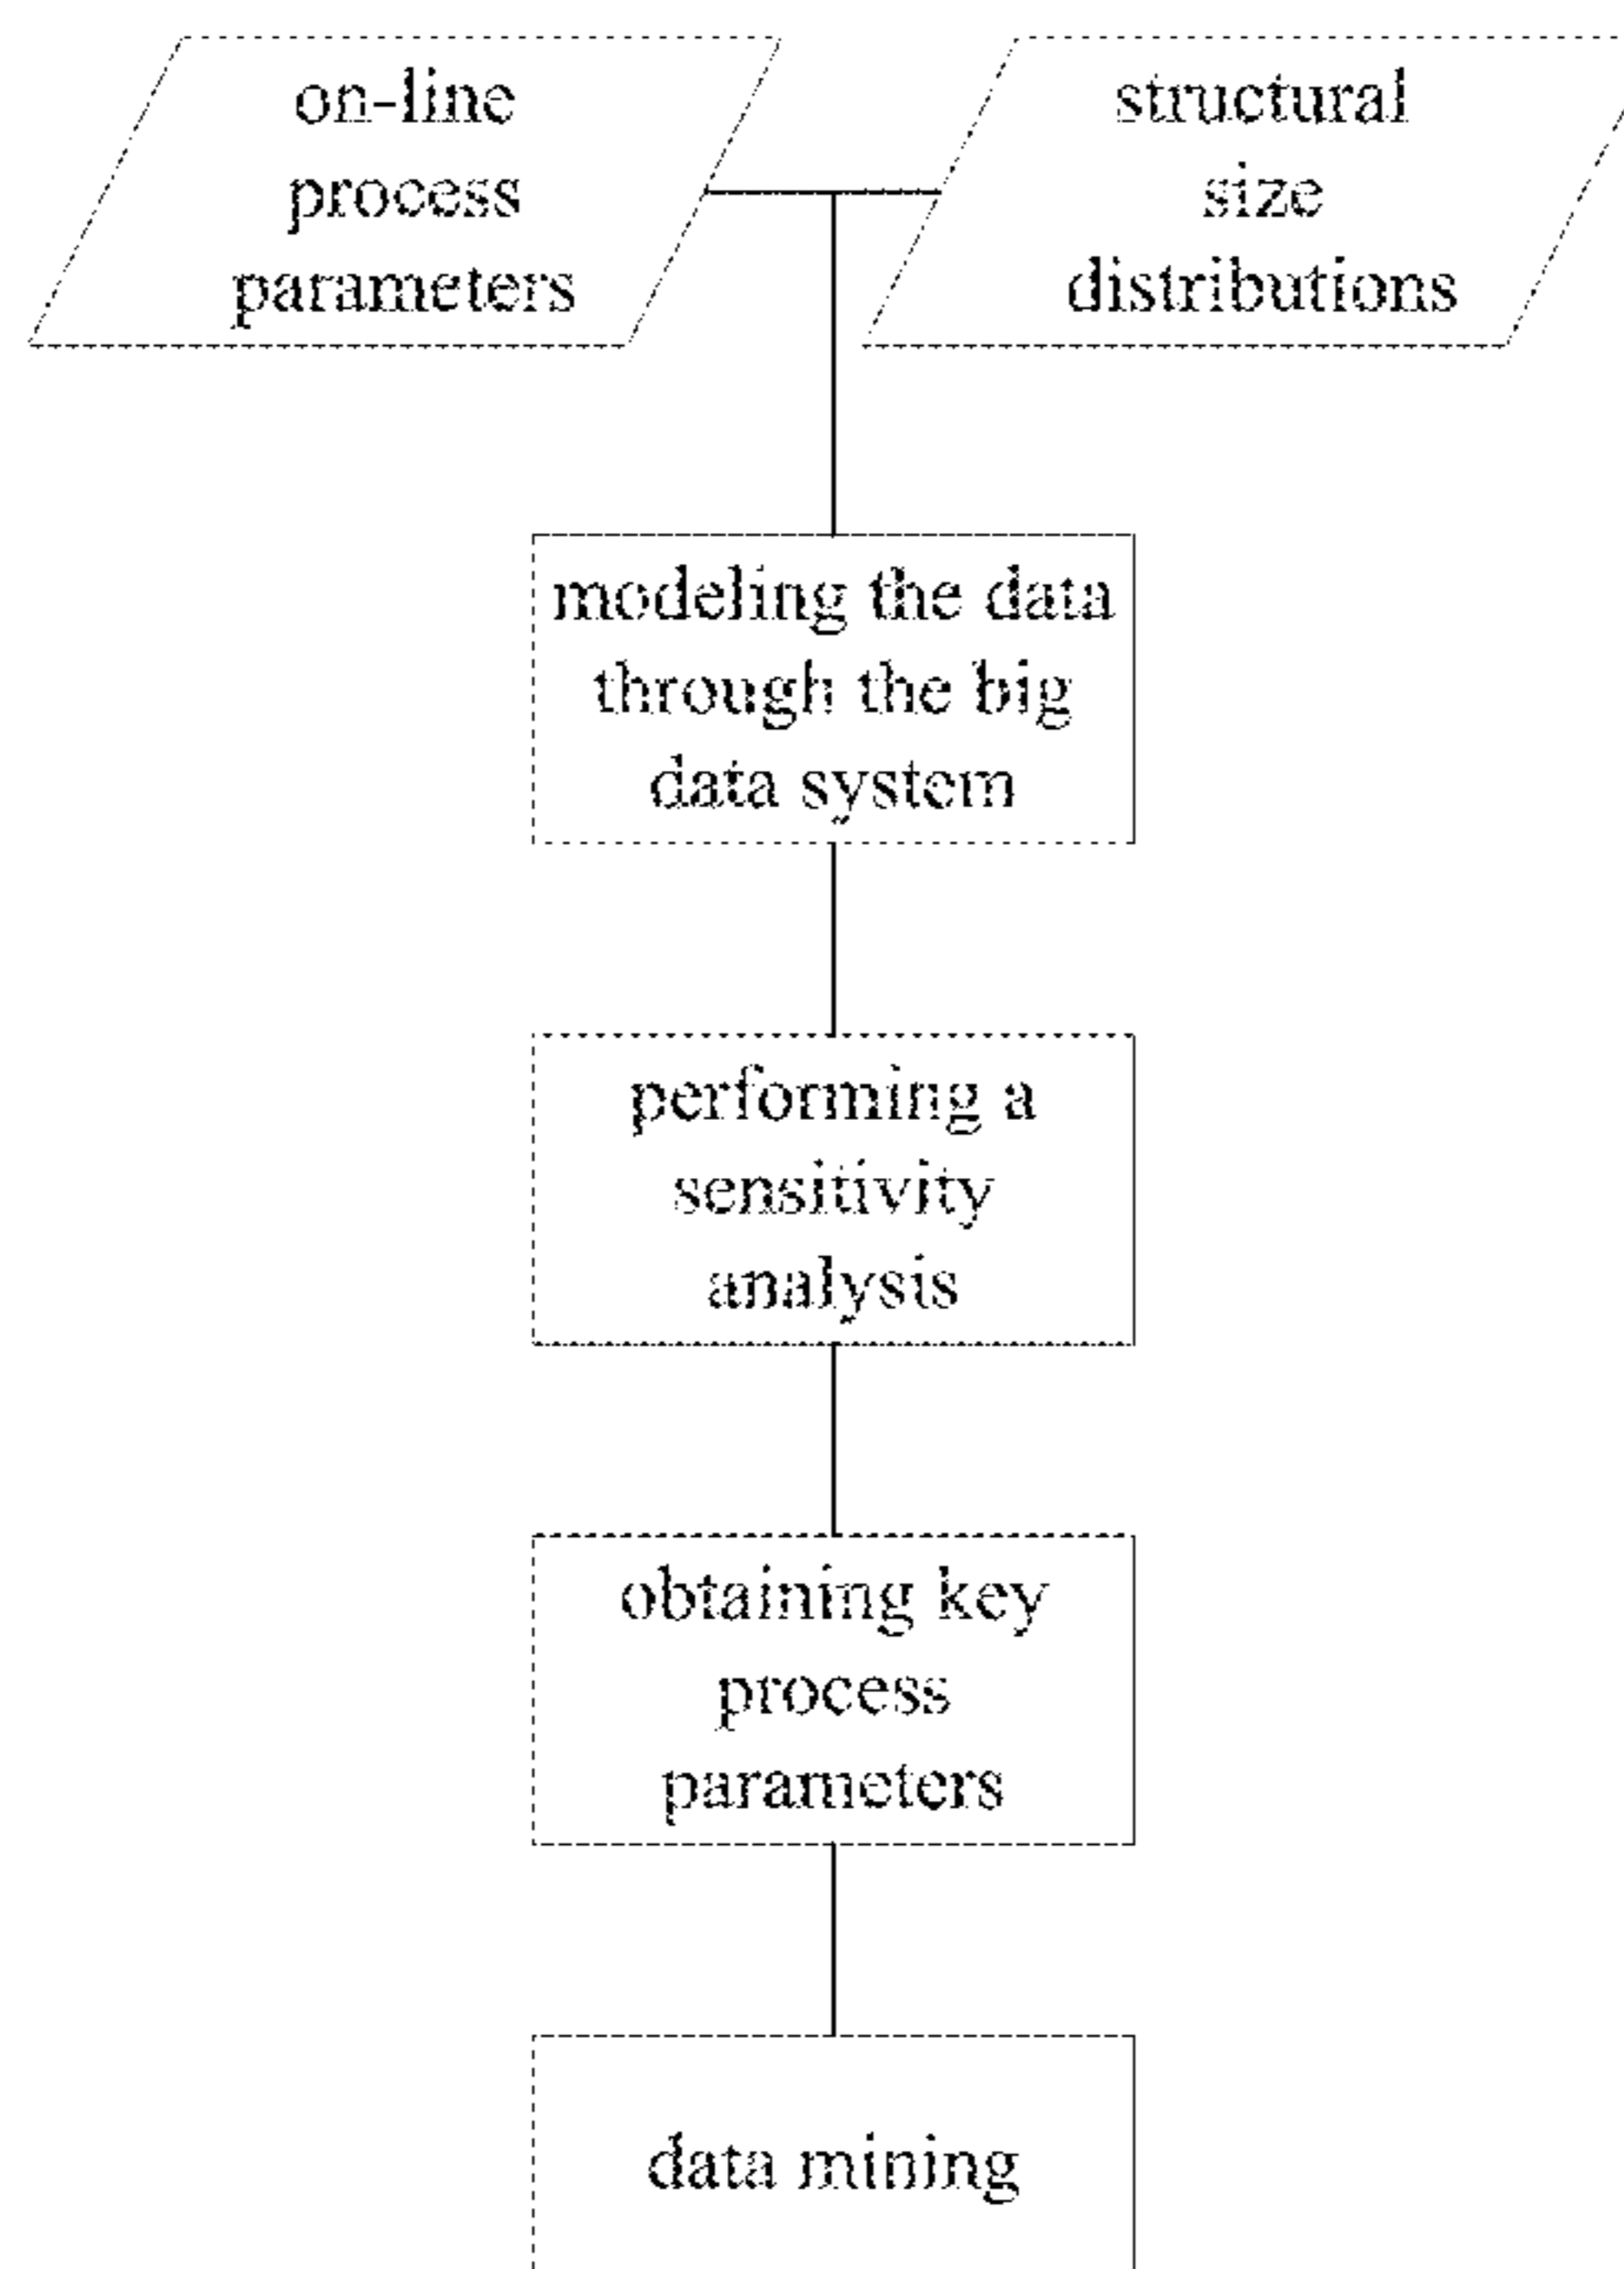 on-line
process
parameters
structural
size
distributions
modeling the data
through the big
data system
performing a
sensitivity
analysis
obtaining key
process
parameters
data mining